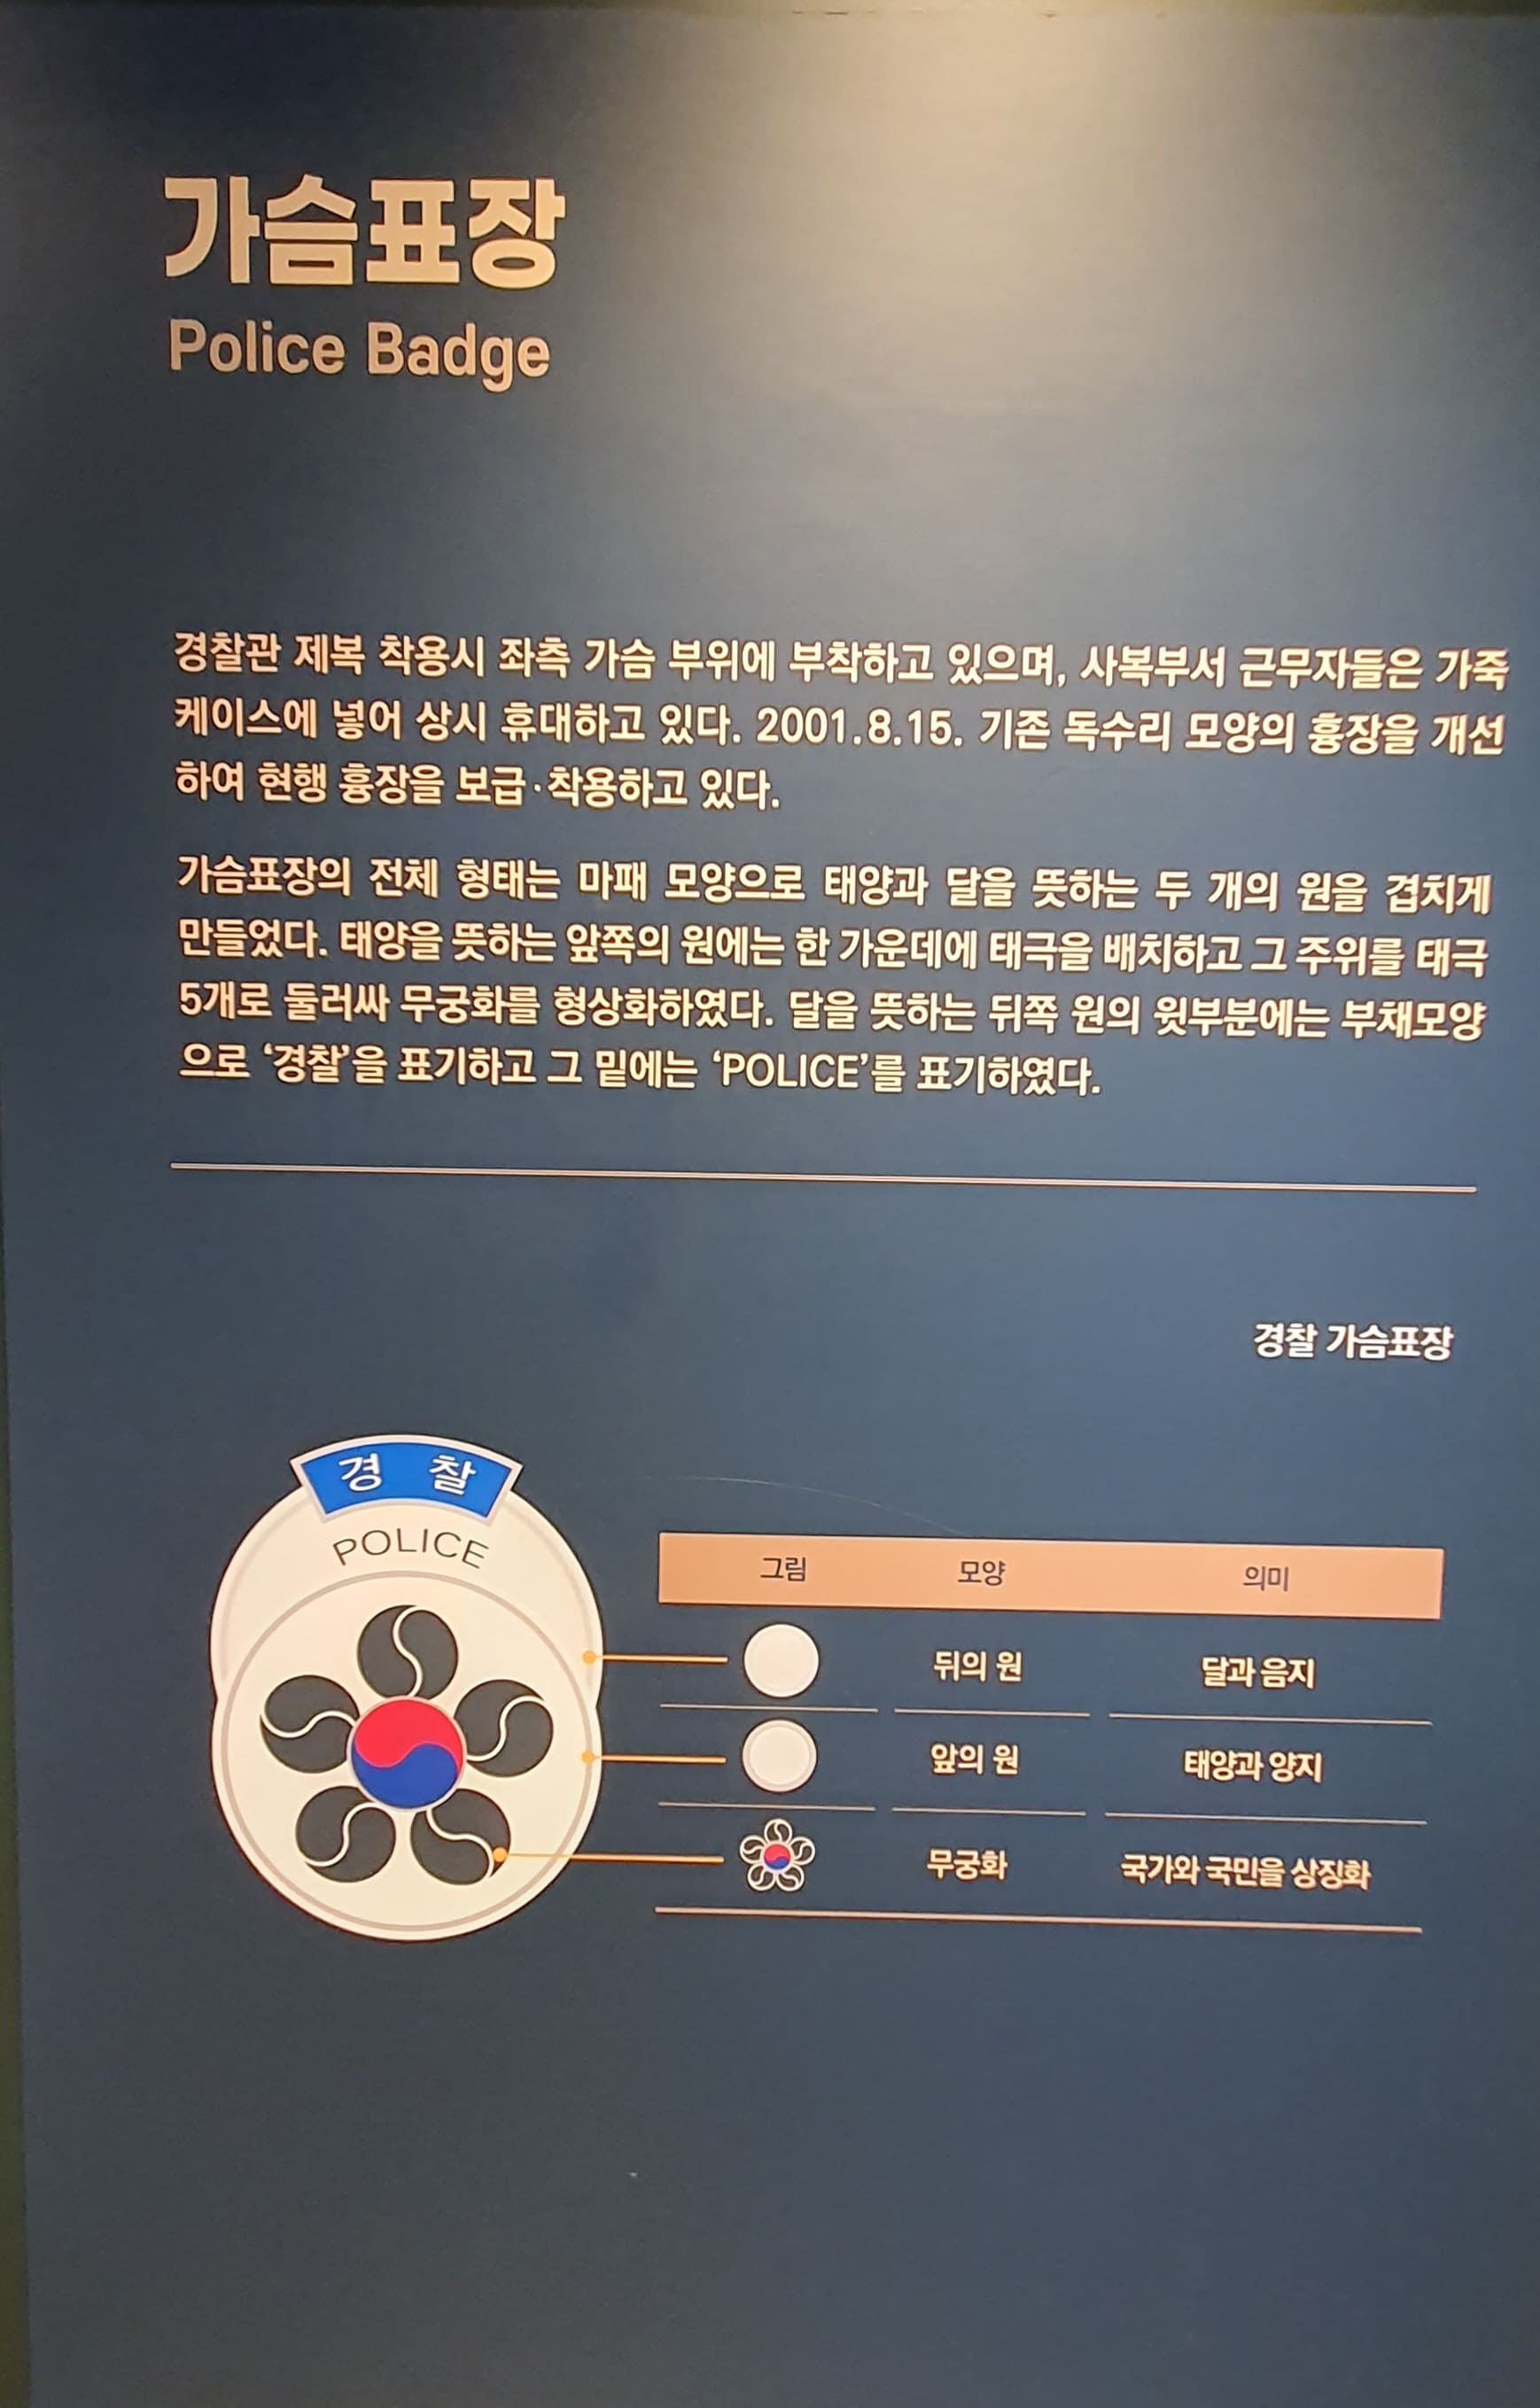 가슴표장
Police Badge
경찰관 제복 착용시 좌측 가슴 부위에 부착하고 있으며, 사복부서 근무자들은 가죽
케이스에 넣어 상시 휴대하고 있다. 2001.8.15. 기존 독수리 모양의 흉장을 개선
하여 현행 흉장을 보급·착용하고 있다.
가슴표장의 전체 형태는 마패 모양으로 태양과 달을 뜻하는 두 개의 원을 겹치게
만들었다. 태양을 뜻하는 앞쪽의 원에는 한 가운데에 태극을 배치하고 그 주위를 태극
5개로 둘러싸 무궁화를 형상화하였다. 달을 뜻하는 뒤쪽 원의 윗부분에는 부채모양
으로 ‘경찰’을 표기하고 그 밑에는 ‘POLICE’를 표기하였다.
경찰 가슴표장
경 찰
POLICE
그림 모양 의미
뒤의 원 달과 음지
앞의 원 태양과 양지
무궁화 국가와 국민을 상징화